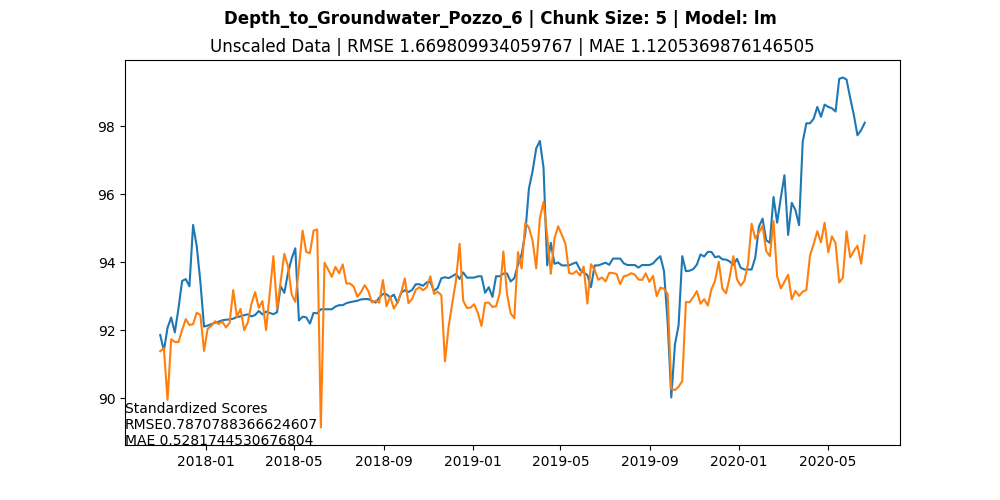 Depth_to_Groundwater_Pozzo_6 | Chunk Size: 5 | Model: lm
Unscaled Data | RMSE 1.669809934059767 | MAE 1.1205369876146505
98
96
94
92
90
Standardized Scores
RMSE0.7870788366624607
MAE 0.5281744530676804
2018-01 2018-05 2018-09 2019-01 2019-05 2019-09 2020-01 2020-05